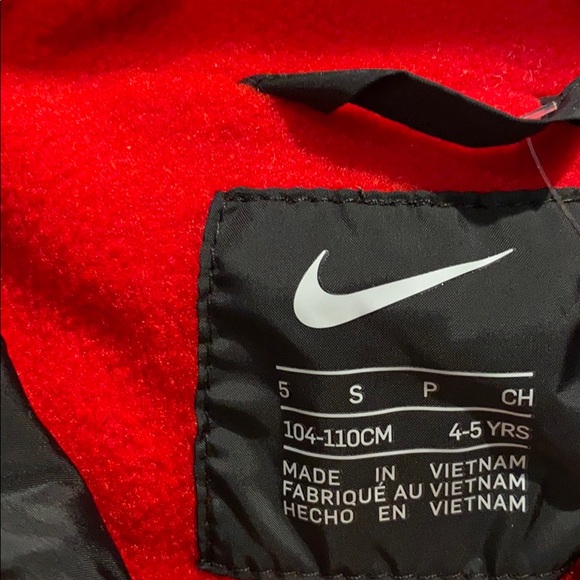 5 S P CH
104-110CM 4-5 YRS
MADE IN VIETNAM
FABRIQUÉ AU VIETNAM
HECHO EN VIETNAM